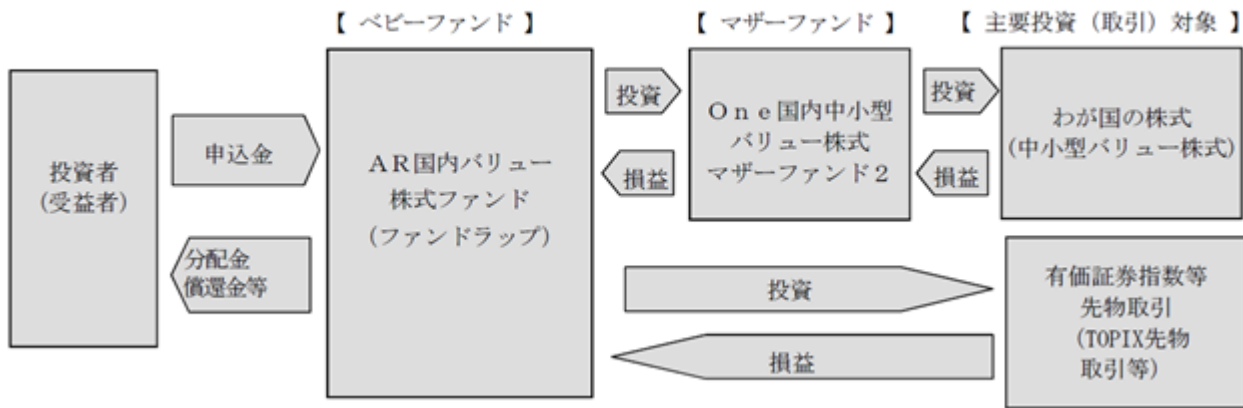 【 ベビーファンド 】
【 マザーファンド 】
【 主要投資（取引）対象 】
投資者
（受益者）
申込金
分配金
償還金等
ＡＲ国内バリュー
株式ファンド
（ファンドラップ）
投資
損益
Ｏｎｅ国内中小型
バリュー株式
マザーファンド２
投資
損益
わが国の株式
（中小型バリュー株式）
投資
損益
有価証券指数等
先物取引
（TOPIX先物
取引等）